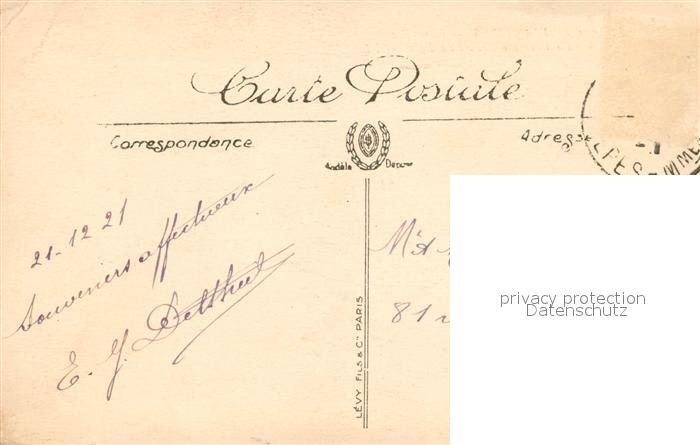 Carte Postale
Correspondance
Adresse
Modèle Déposé
21-12 21
Souvenirs affectueux
E. J.
M
81
LÉVY FILS & Cie PARIS
privacy protection
Datenschutz